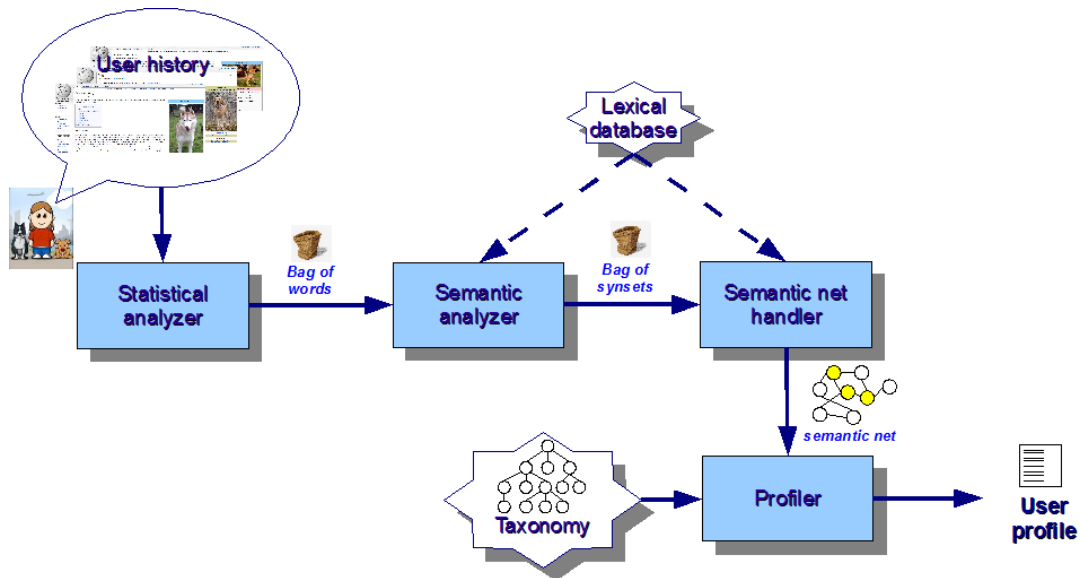 User history
Lexical
database
Bag of
words
Bag of
synsets
Statistical
analyzer
Semantic
analyzer
Semantic net
handler
semantic net
Taxonomy
Profiler
User
profile